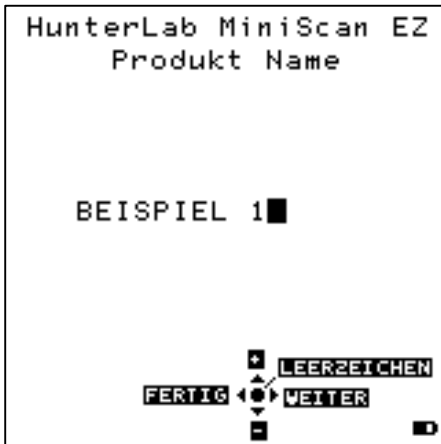 HunterLab MiniScan EZ
Produkt Name
BEISPIEL 1
+
LEERZEICHEN
FERTIG WEITER
-